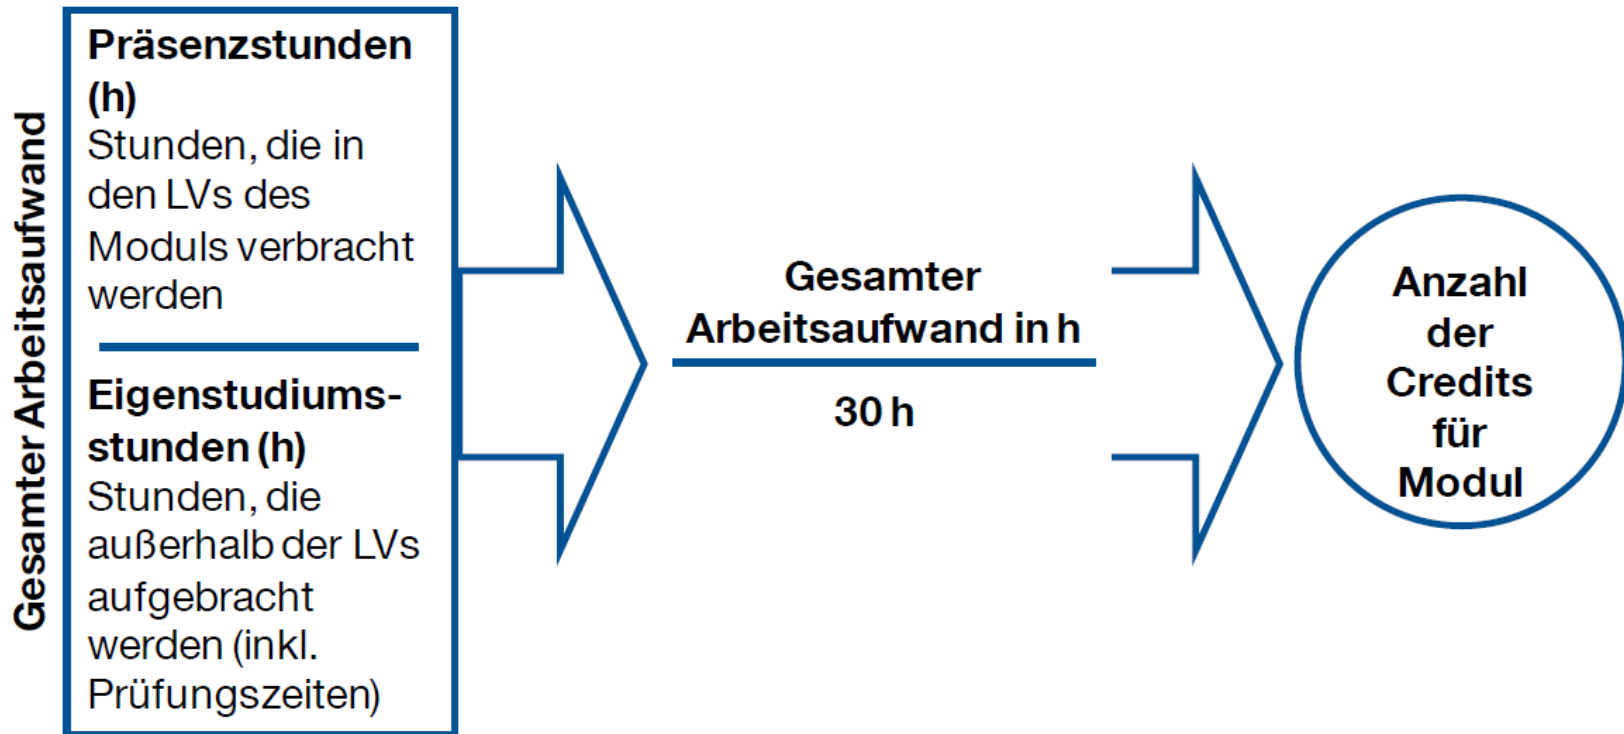 Gesamter Arbeitsaufwand
Präsenzstunden
(h)
Stunden, die in
den LVs des
Moduls verbracht
werden
Eigenstudiums-
stunden (h)
Stunden, die
außerhalb der LVs
aufgebracht
werden (inkl.
Prüfungszeiten)
Gesamter
Arbeitsaufwand in h
30 h
Anzahl
der
Credits
für
Modul